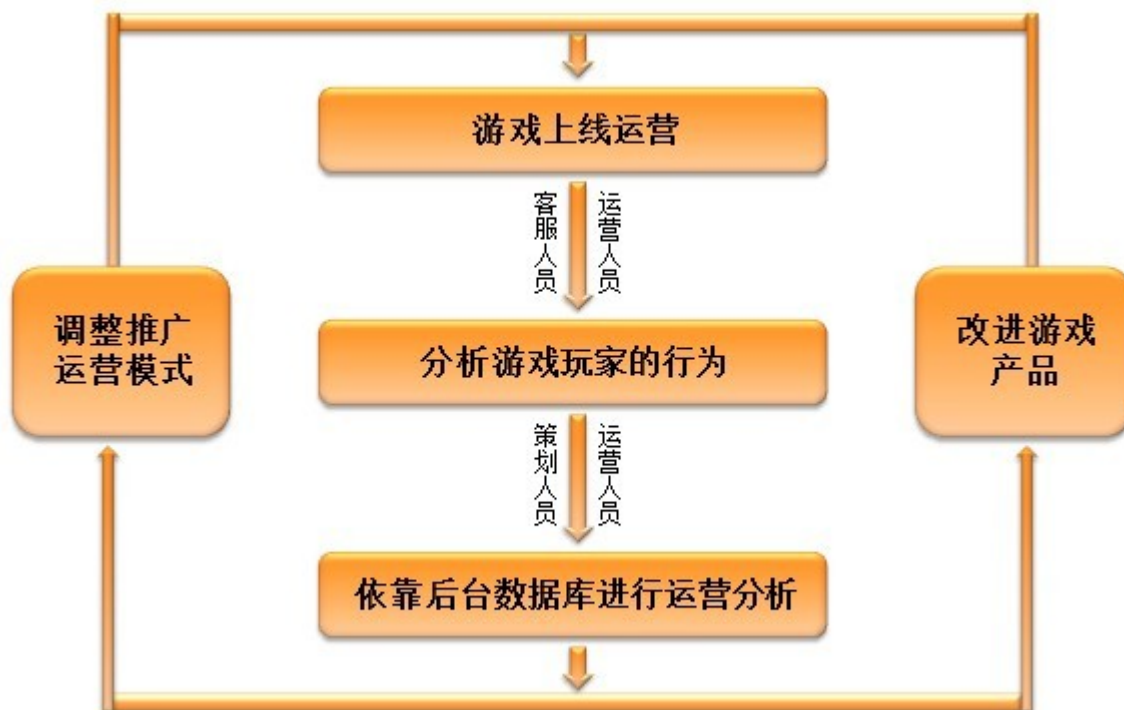 游戏上线运营
客服人员
运营人员
调整推广
运营模式
分析游戏玩家的行为
改进游戏
产品
策划人员
运营人员
依靠后台数据库进行运营分析